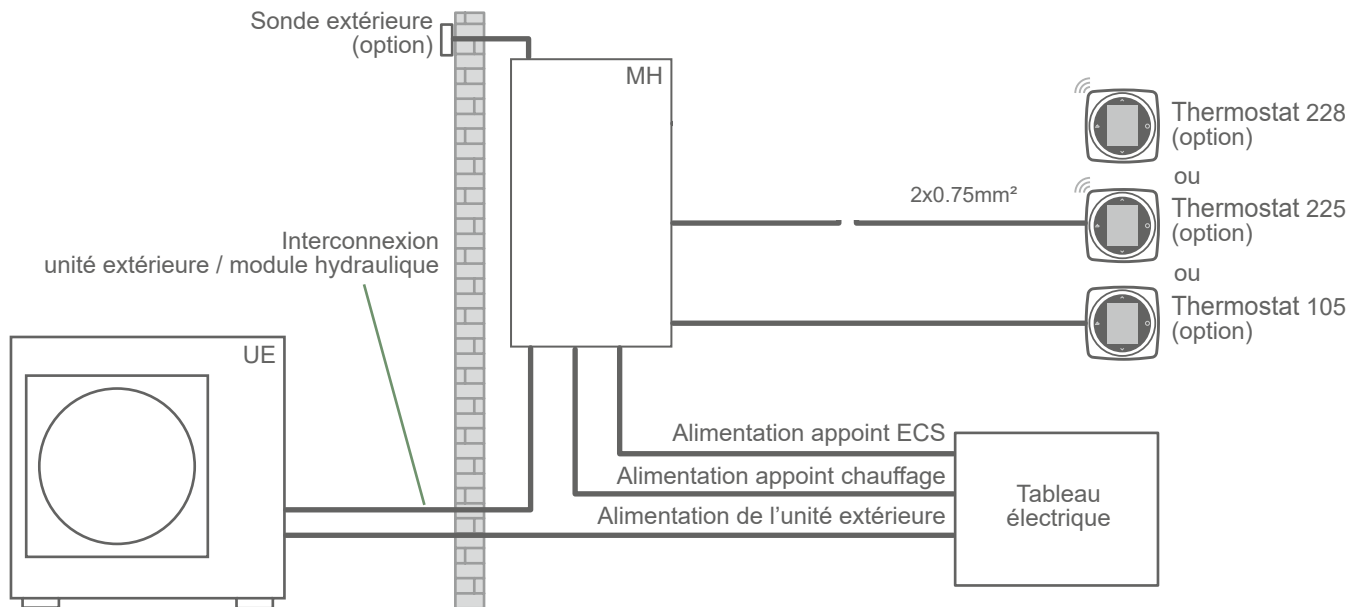 Sonde extérieure
(option)
MH
Thermostat 228
(option)
ou
2x0.75mm²
Thermostat 225
(option)
ou
Thermostat 105
(option)
Interconnexion
unité extérieure / module hydraulique
UE
Alimentation appoint ECS
Alimentation appoint chauffage
Alimentation de l’unité extérieure
Tableau
électrique